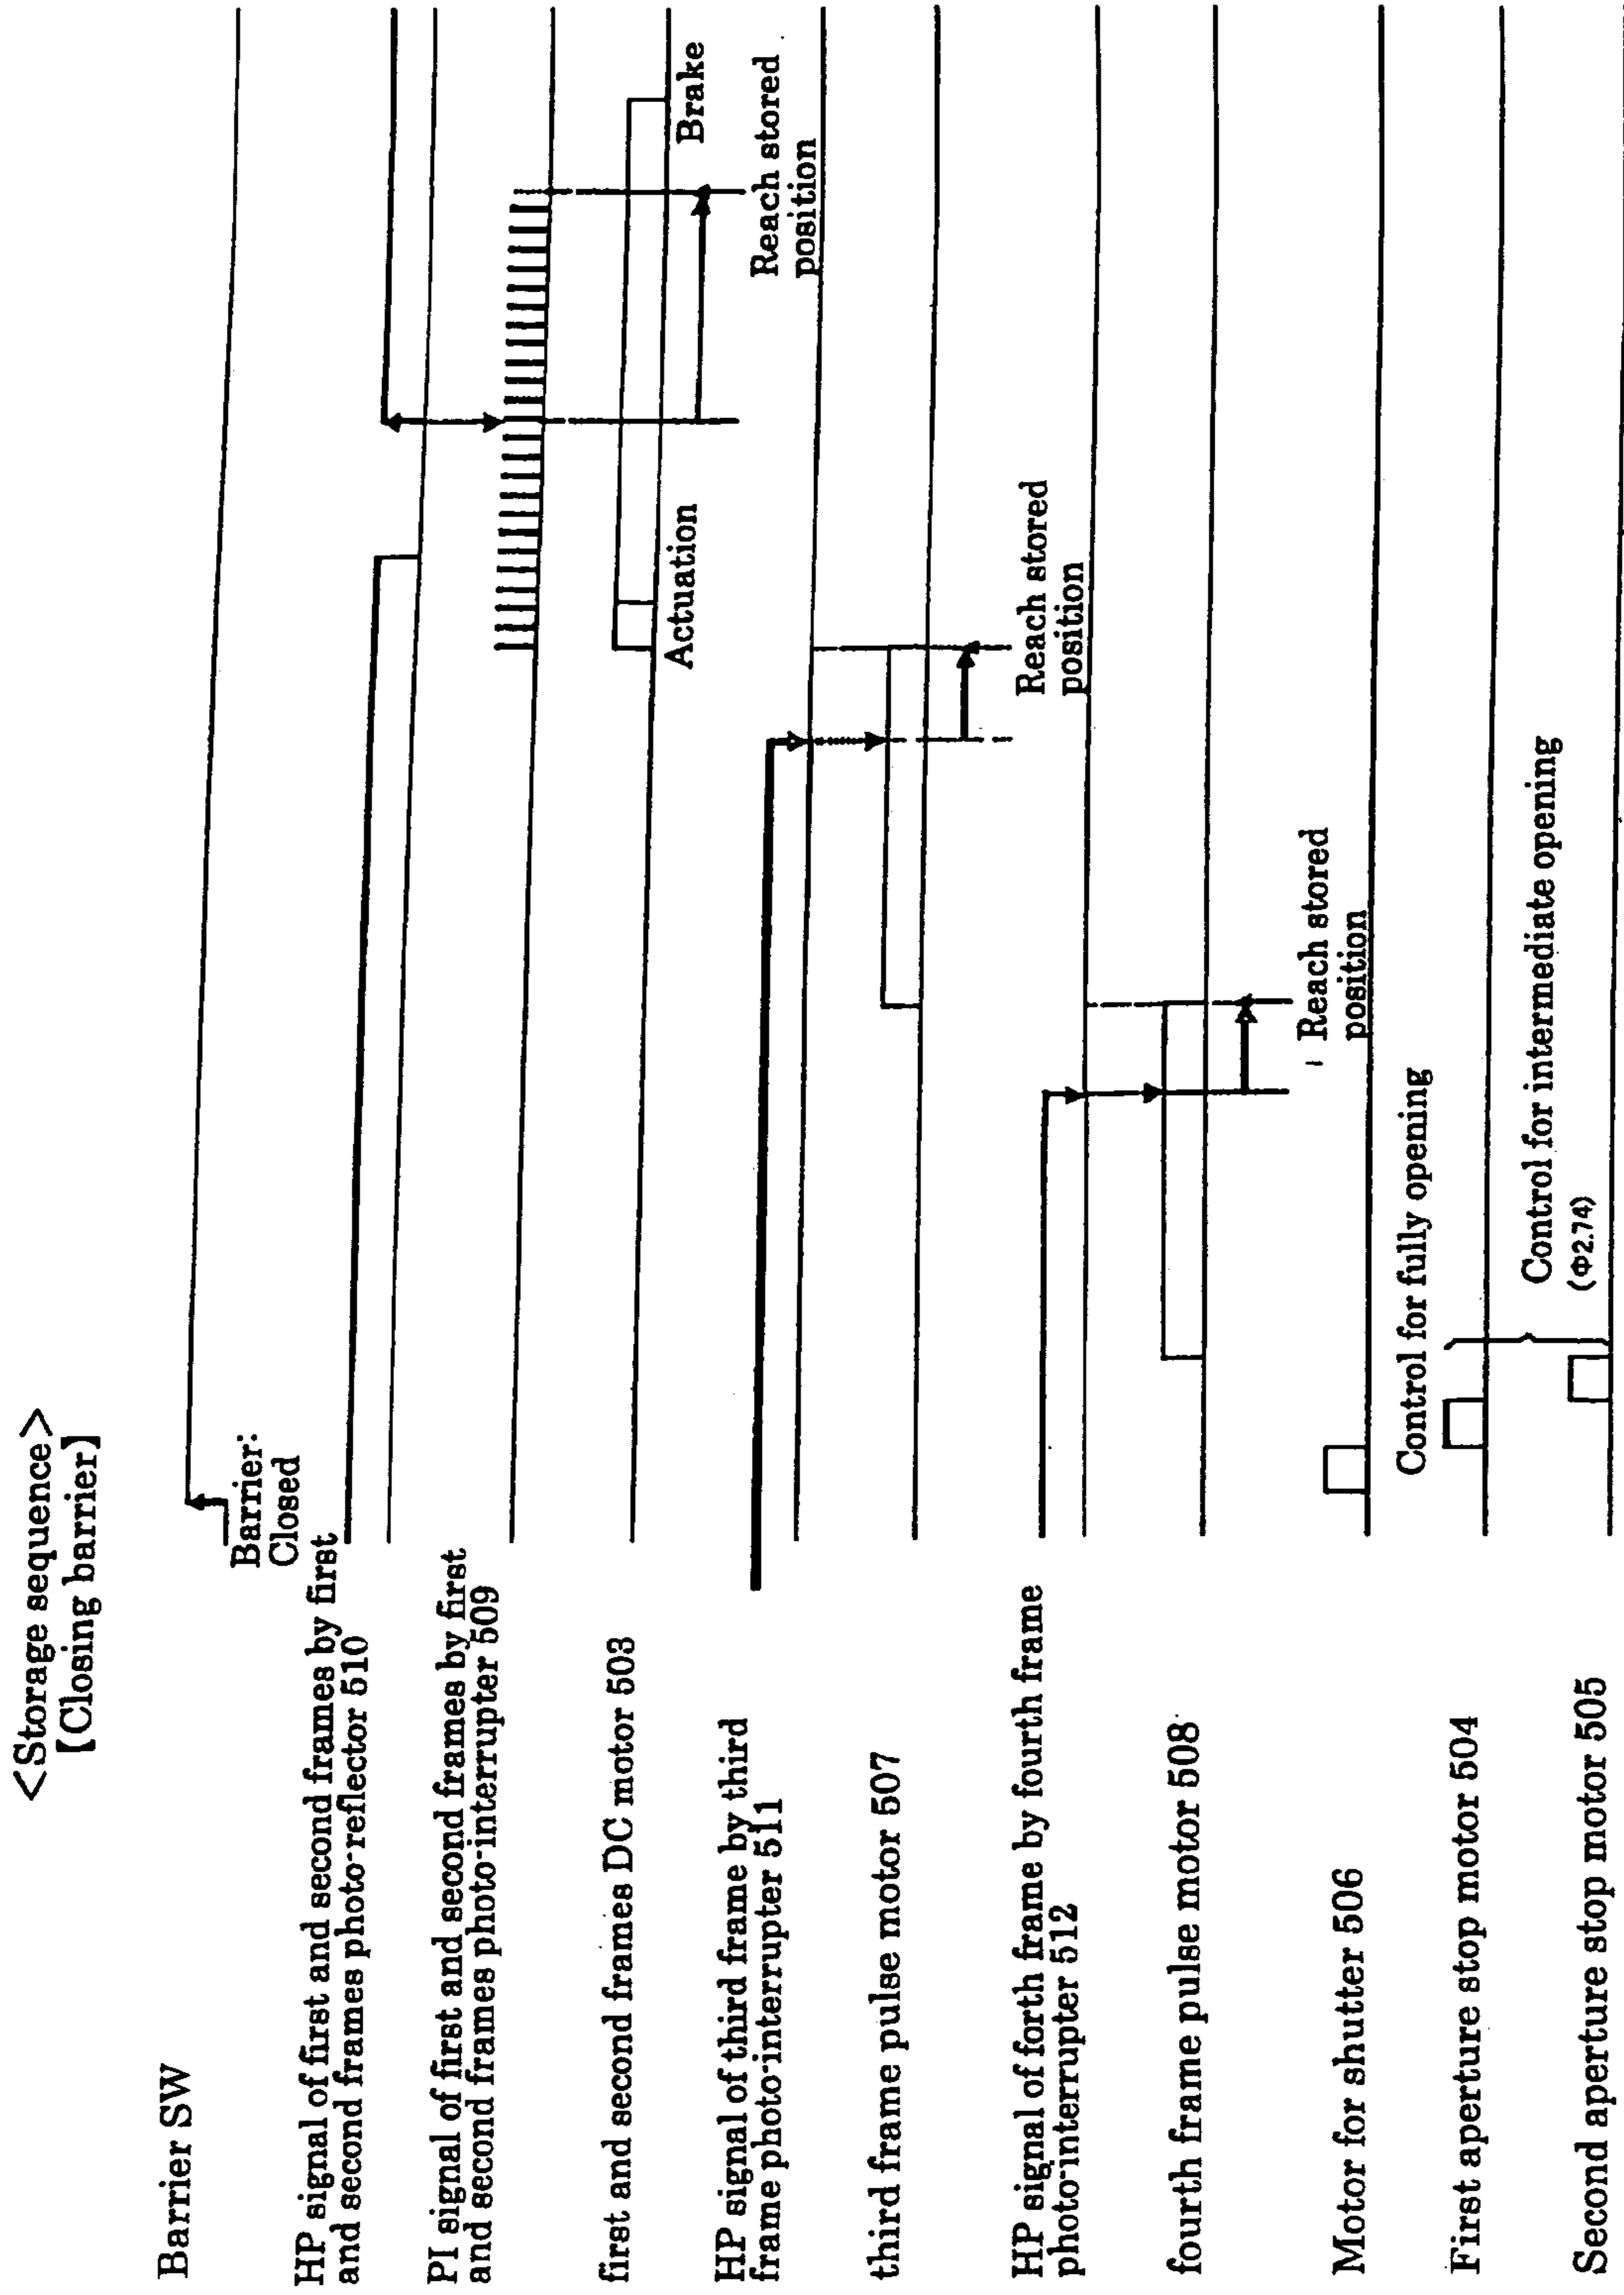 <Storage sequence>
[Closing barrier]
Barrier SW
Barrier:
Closed
HP signal of first and second frames by first
and second frames photo-reflector 510
PI signal of first and second frames by first
and second frames photo-interrupter 509
first and second frames DC motor 503
Actuation
Brake
Reach stored
position
HP signal of third frame by third
frame photo-interrupter 511
third frame pulse motor 507
Reach stored
position
HP signal of forth frame by fourth frame
photo-interrupter 512
fourth frame pulse motor 508
Reach stored
position
Motor for shutter 506
Control for fully opening
First aperture stop motor 504
Control for intermediate opening
(Φ2.74)
Second aperture stop motor 505